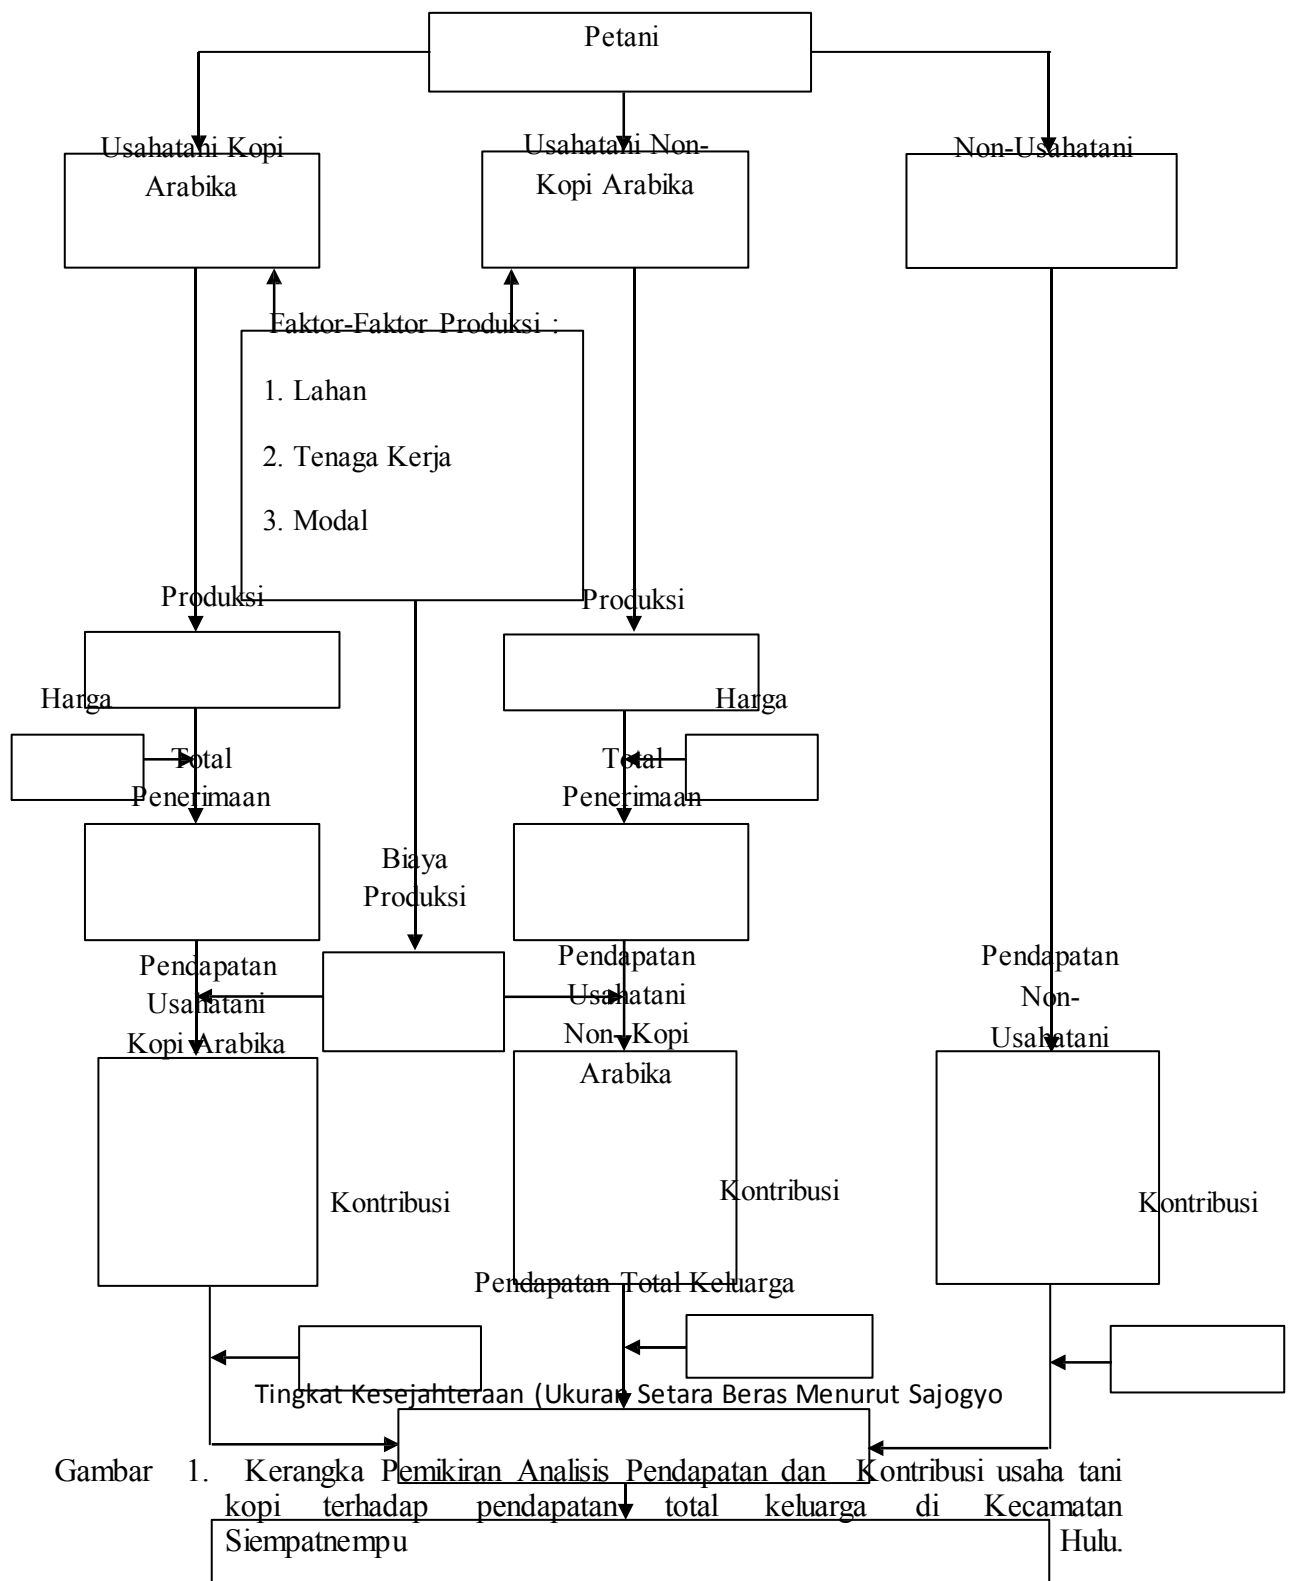 Petani
Usahatani Kopi
Arabika
Usahatani Non-
Kopi Arabika
Non-Usahatani
Faktor-Faktor Produksi :
1. Lahan
2. Tenaga Kerja
3. Modal
Produksi
Produksi
Harga
Harga
Total
Penerimaan
Total
Penerimaan
Biaya
Produksi
Pendapatan
Usahatani
Kopi Arabika
Pendapatan
Usahatani
Non- Kopi
Arabika
Pendapatan
Non-
Usahatani
Kontribusi
Kontribusi
Kontribusi
Pendapatan Total Keluarga
Tingkat Kesejahteraan (Ukuran Setara Beras Menurut Sajogyo
Gambar 1. Kerangka Pemikiran Analisis Pendapatan dan Kontribusi usaha tani
kopi terhadap pendapatan total keluarga di Kecamatan
Siempatnempu Hulu.